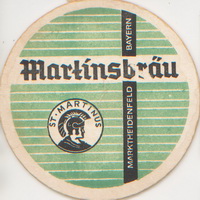 Martinsbräu
ST. MARTINUS
MARKTHEIDENFELD
BAYERN